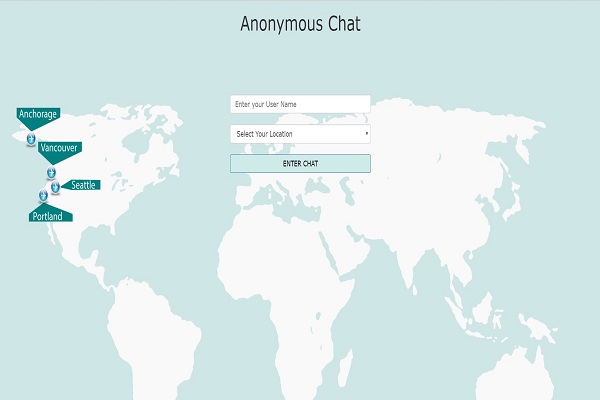 Anonymous Chat
Enter your User Name
Select Your Location
ENTER CHAT
Anchorage
Vancouver
Seattle
Portland